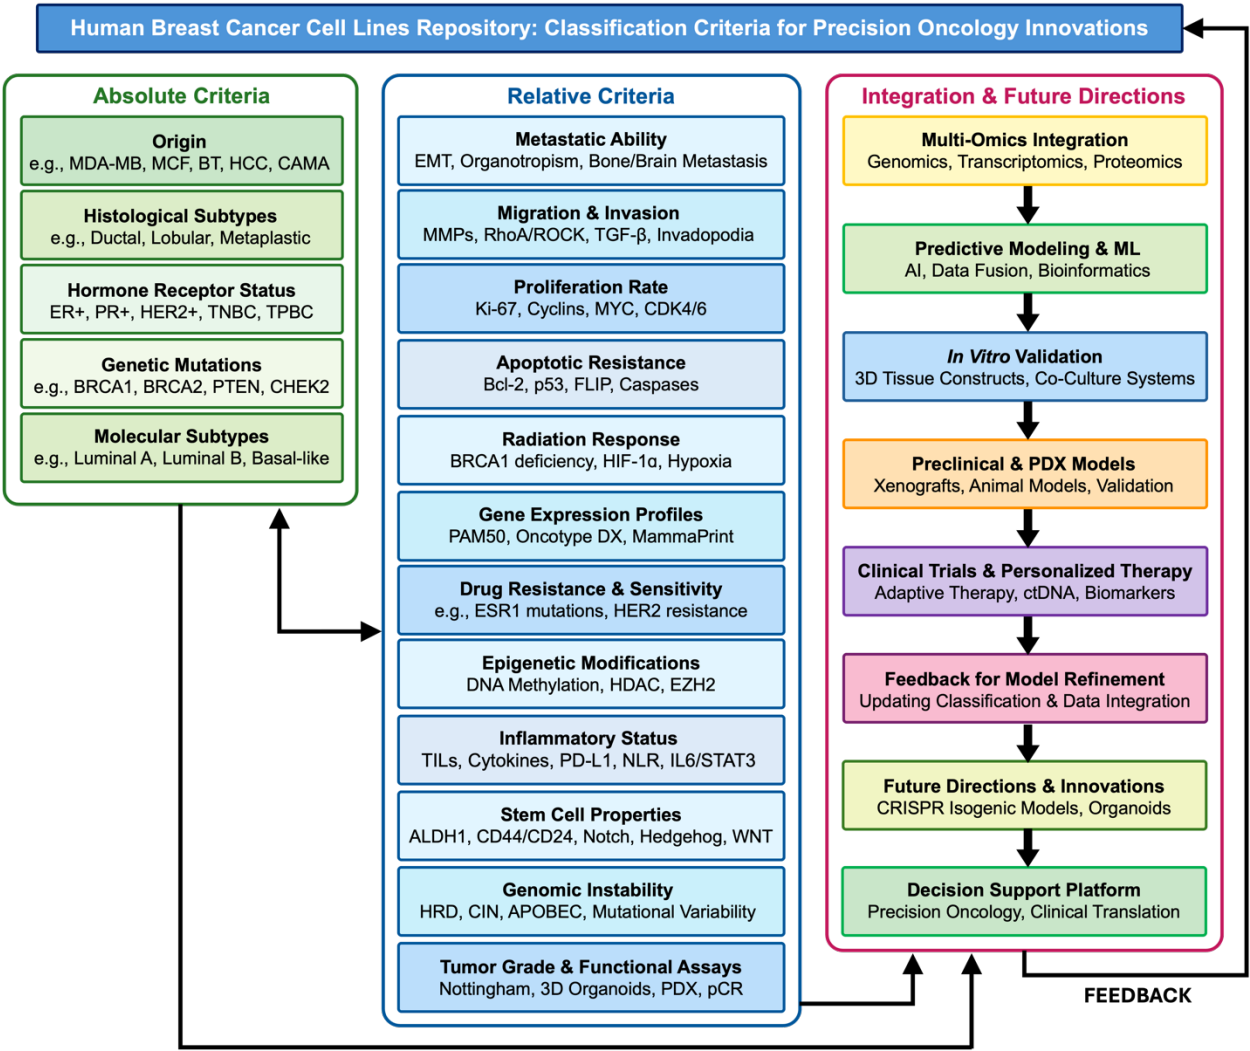 Human Breast Cancer Cell Lines Repository: Classification Criteria for Precision Oncology Innovations
Absolute Criteria
Origin
e.g., MDA-MB, MCF, BT, HCC, CAMA
Histological Subtypes
e.g., Ductal, Lobular, Metaplastic
Hormone Receptor Status
ER+, PR+, HER2+, TNBC, TPBC
Genetic Mutations
e.g., BRCA1, BRCA2, PTEN, CHEK2
Molecular Subtypes
e.g., Luminal A, Luminal B, Basal-like
Relative Criteria
Metastatic Ability
EMT, Organotropism, Bone/Brain Metastasis
Migration & Invasion
MMPs, RhoA/ROCK, TGF-β, Invadopodia
Proliferation Rate
Ki-67, Cyclins, MYC, CDK4/6
Apoptotic Resistance
Bcl-2, p53, FLIP, Caspases
Radiation Response
BRCA1 deficiency, HIF-1α, Hypoxia
Gene Expression Profiles
PAM50, Oncotype DX, MammaPrint
Drug Resistance & Sensitivity
e.g., ESR1 mutations, HER2 resistance
Epigenetic Modifications
DNA Methylation, HDAC, EZH2
Inflammatory Status
TILs, Cytokines, PD-L1, NLR, IL6/STAT3
Stem Cell Properties
ALDH1, CD44/CD24, Notch, Hedgehog, WNT
Genomic Instability
HRD, CIN, APOBEC, Mutational Variability
Tumor Grade & Functional Assays
Nottingham, 3D Organoids, PDX, pCR
Integration & Future Directions
Multi-Omics Integration
Genomics, Transcriptomics, Proteomics
Predictive Modeling & ML
AI, Data Fusion, Bioinformatics
In Vitro Validation
3D Tissue Constructs, Co-Culture Systems
Preclinical & PDX Models
Xenografts, Animal Models, Validation
Clinical Trials & Personalized Therapy
Adaptive Therapy, ctDNA, Biomarkers
Feedback for Model Refinement
Updating Classification & Data Integration
Future Directions & Innovations
CRISPR Isogenic Models, Organoids
Decision Support Platform
Precision Oncology, Clinical Translation
FEEDBACK